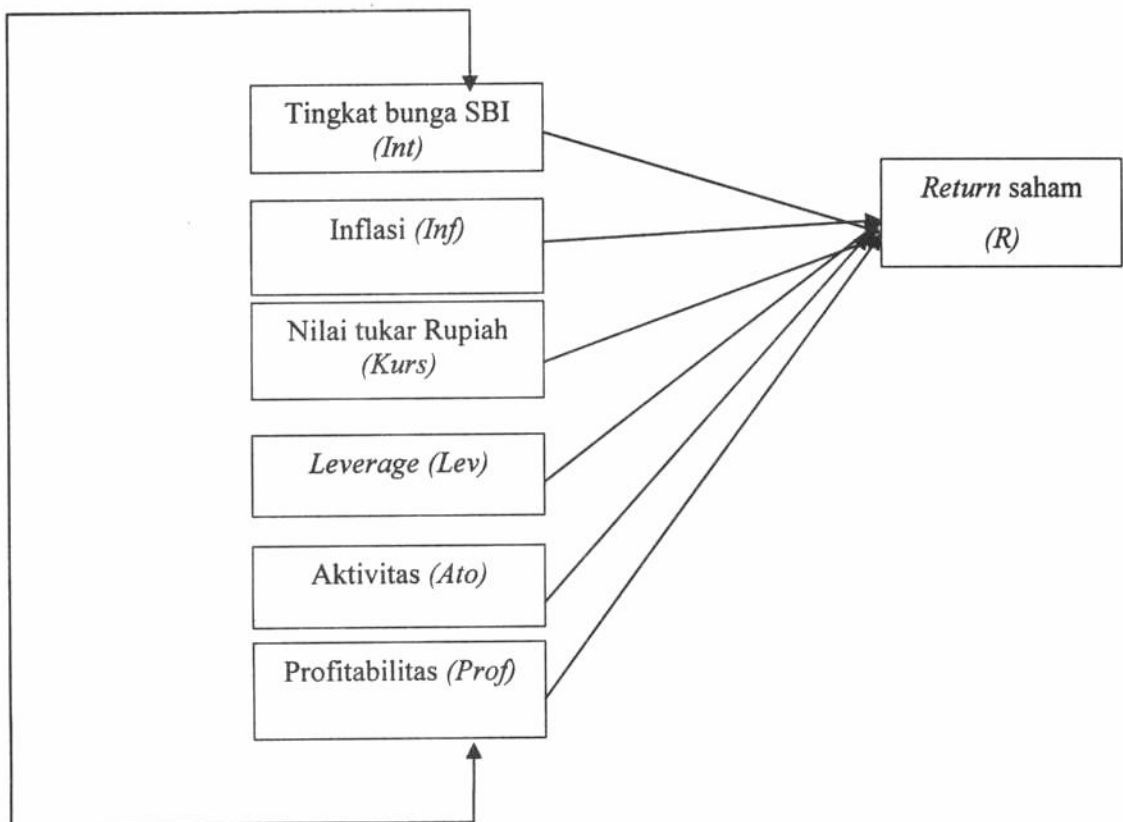 Tingkat bunga SBI
(Int)
Inflasi (Inf)
Nilai tukar Rupiah
(Kurs)
Leverage (Lev)
Aktivitas (Ato)
Profitabilitas (Prof)
Return saham
(R)